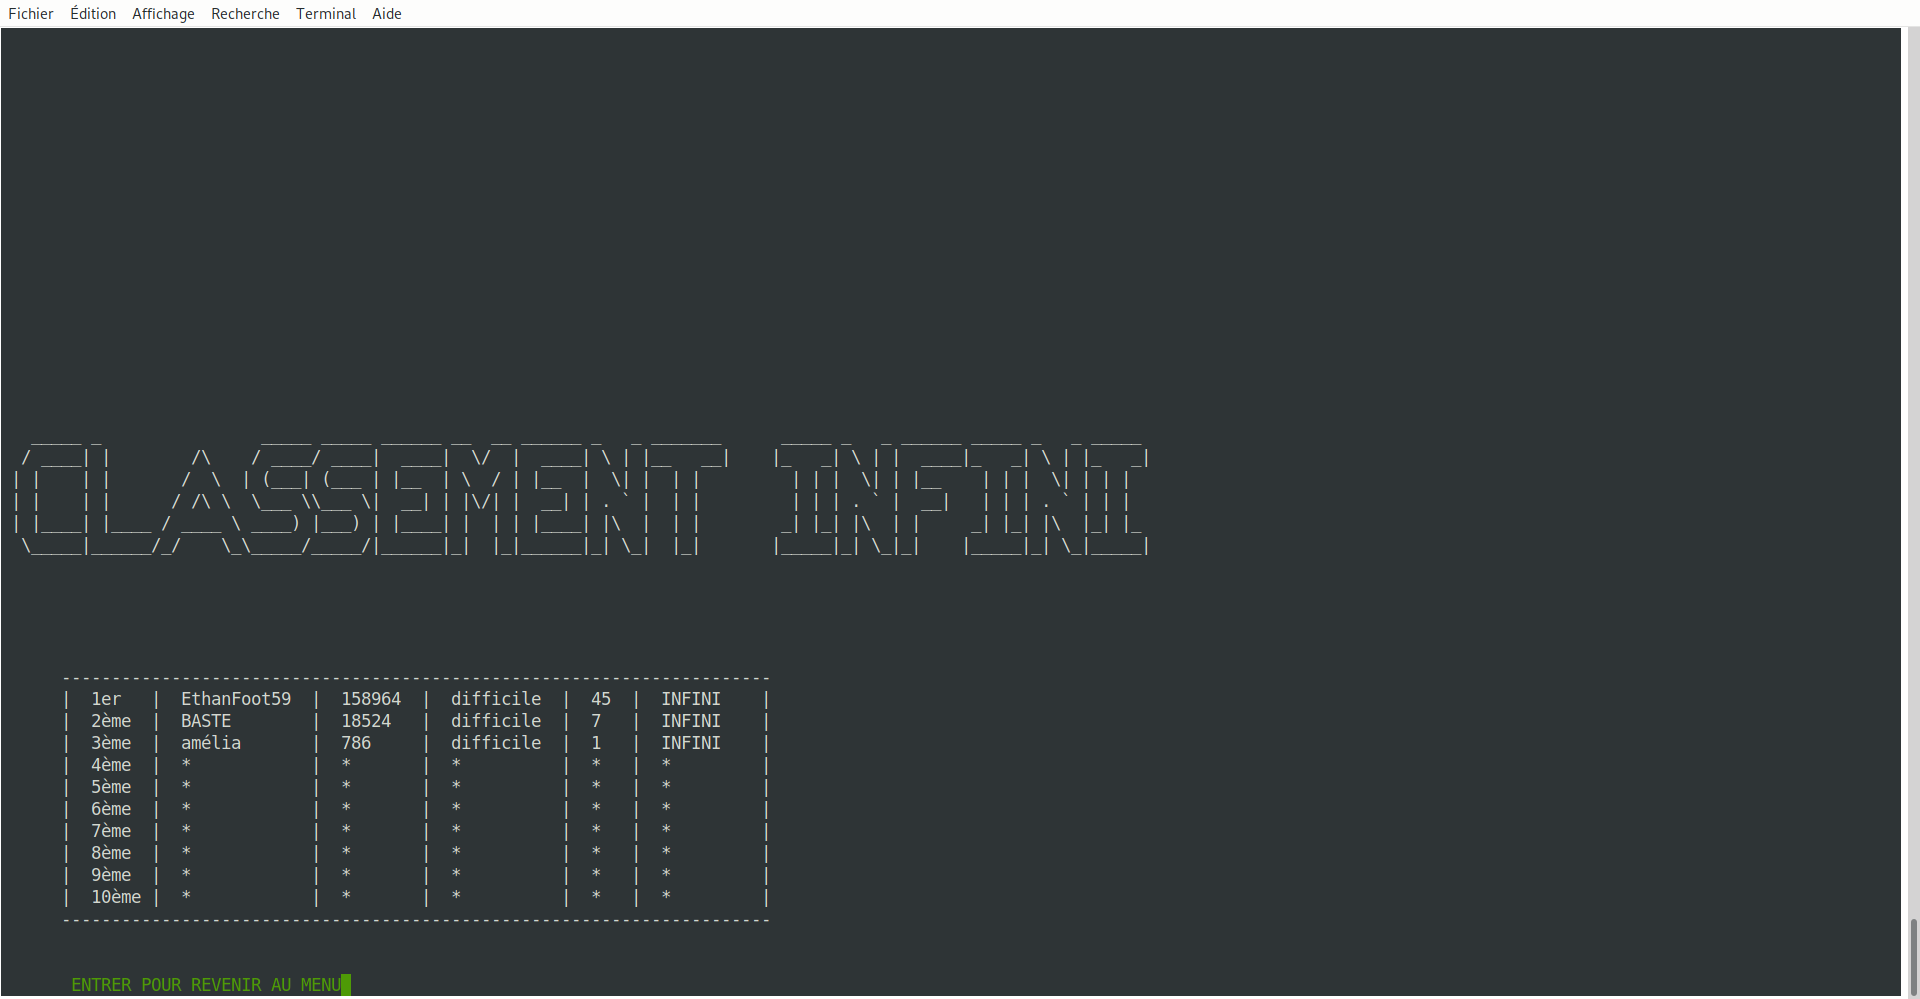 Fichier Édition Affichage Recherche Terminal Aide
CLASSEMENT INFINI
-----------------------------------------------------------------------
| 1er | EthanFoot59 | 158964 | difficile | 45 | INFINI |
| 2ème | BASTE | 18524 | difficile | 7 | INFINI |
| 3ème | amélia | 786 | difficile | 1 | INFINI |
| 4ème | * | * | * | * | * |
| 5ème | * | * | * | * | * |
| 6ème | * | * | * | * | * |
| 7ème | * | * | * | * | * |
| 8ème | * | * | * | * | * |
| 9ème | * | * | * | * | * |
| 10ème | * | * | * | * | * |
-----------------------------------------------------------------------
ENTRER POUR REVENIR AU MENU